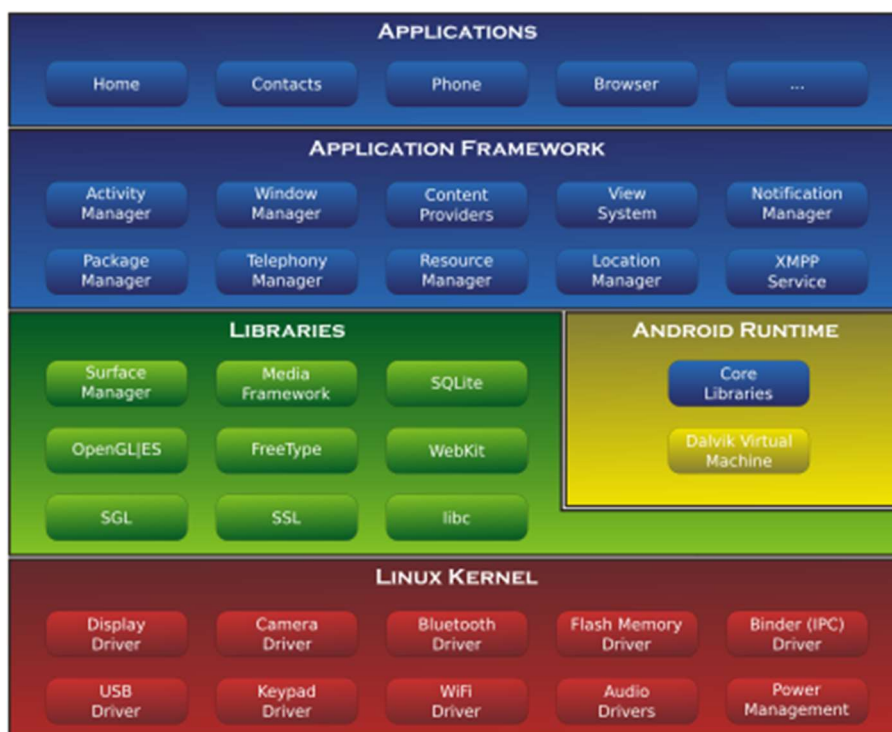 APPLICATIONS
Home
Contacts
Phone
Browser
...
APPLICATION FRAMEWORK
Activity
Manager
Window
Manager
Content
Providers
View
System
Notification
Manager
Package
Manager
Telephony
Manager
Resource
Manager
Location
Manager
XMPP
Service
LIBRARIES
Surface
Manager
Media
Framework
SQLite
OpenGL|ES
FreeType
WebKit
SGL
SSL
libc
ANDROID RUNTIME
Core
Libraries
Dalvik Virtual
Machine
LINUX KERNEL
Display
Driver
Camera
Driver
Bluetooth
Driver
Flash Memory
Driver
Binder (IPC)
Driver
USB
Driver
Keypad
Driver
WiFi
Driver
Audio
Drivers
Power
Management